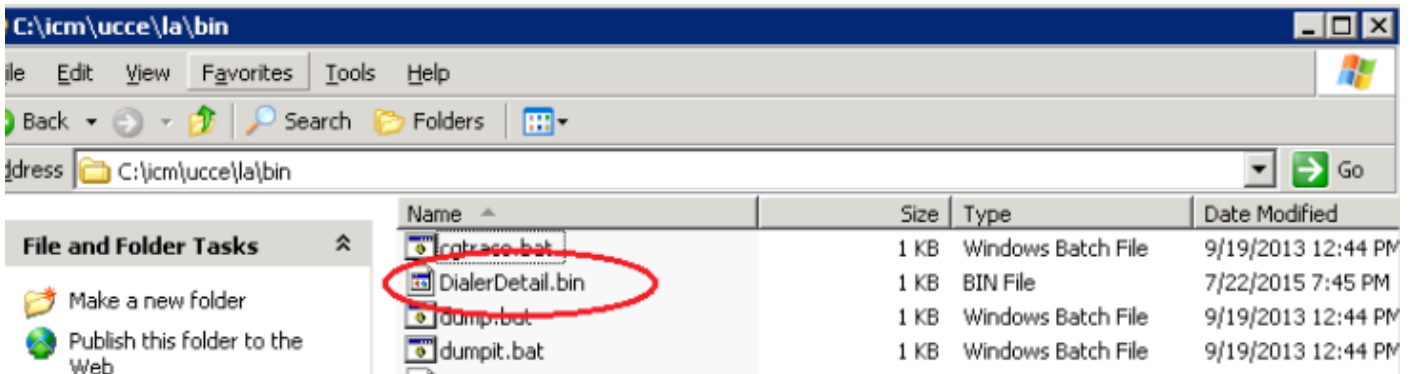 C:\icm\ucce\la\bin
ile Edit View Favorites Tools Help
Back Search Folders
ddress C:\icm\ucce\la\bin Go
Name Size Type Date Modified
File and Folder Tasks
cgtrace.bat 1 KB Windows Batch File 9/19/2013 12:44 PM
DialerDetail.bin 1 KB BIN File 7/22/2015 7:45 PM
Make a new folder
dump.bat 1 KB Windows Batch File 9/19/2013 12:44 PM
Publish this folder to the
dumpit.bat 1 KB Windows Batch File 9/19/2013 12:44 PM
Web